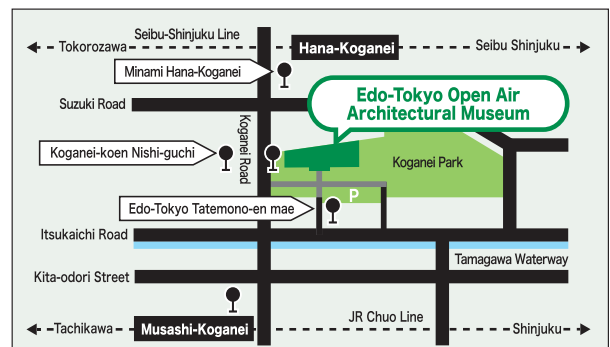 Seibu-Shinjuku Line
Tokorozawa
Hana-Koganei
Seibu Shinjuku
Minami Hana-Koganei
Suzuki Road
Edo-Tokyo Open Air
Architectural Museum
Koganei Road
Koganei-koen Nishi-guchi
Koganei Park
P
Edo-Tokyo Tatemono-en mae
Itsukaichi Road
Tamagawa Waterway
Kita-odori Street
JR Chuo Line
Tachikawa
Musashi-Koganei
Shinjuku